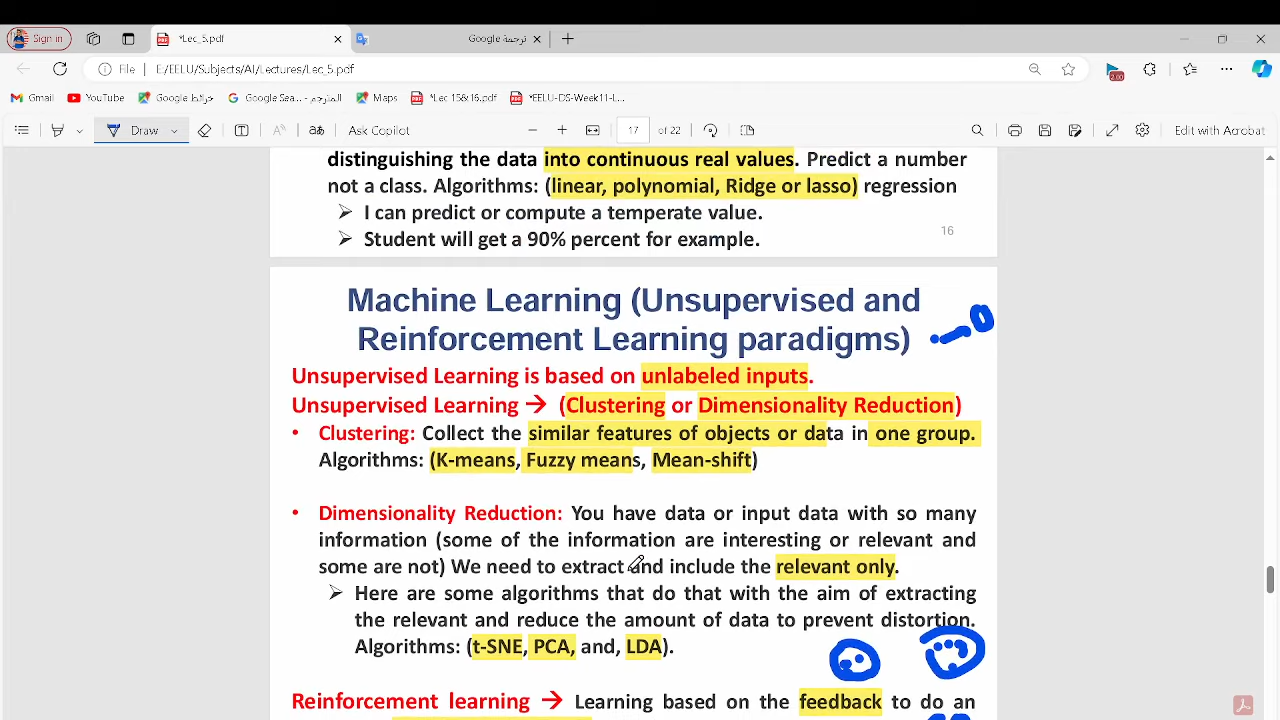 Sign in
*Lec_5.pdf
ترجمة Google
File
E:/EELU/Subjects/AI/Lectures/Lec_5.pdf
2.00
Gmail
YouTube
خرائط Google
Maps
*Lec 15&16.pdf
*EELU-DS-Week11-L...
Draw
Ask Copilot
17 of 22
Edit with Acrobat
distinguishing the data into continuous real values. Predict a number
not a class. Algorithms: (linear, polynomial, Ridge or lasso) regression
➢ I can predict or compute a temperate value.
➢ Student will get a 90% percent for example.
16
Machine Learning (Unsupervised and
Reinforcement Learning paradigms)
Unsupervised Learning is based on unlabeled inputs.
Unsupervised Learning → (Clustering or Dimensionality Reduction)
• Clustering: Collect the similar features of objects or data in one group.
Algorithms: (K-means, Fuzzy means, Mean-shift)
• Dimensionality Reduction: You have data or input data with so many
information (some of the information are interesting or relevant and
some are not) We need to extract and include the relevant only.
➢ Here are some algorithms that do that with the aim of extracting
the relevant and reduce the amount of data to prevent distortion.
Algorithms: (t-SNE, PCA, and, LDA).
Reinforcement learning → Learning based on the feedback to do an